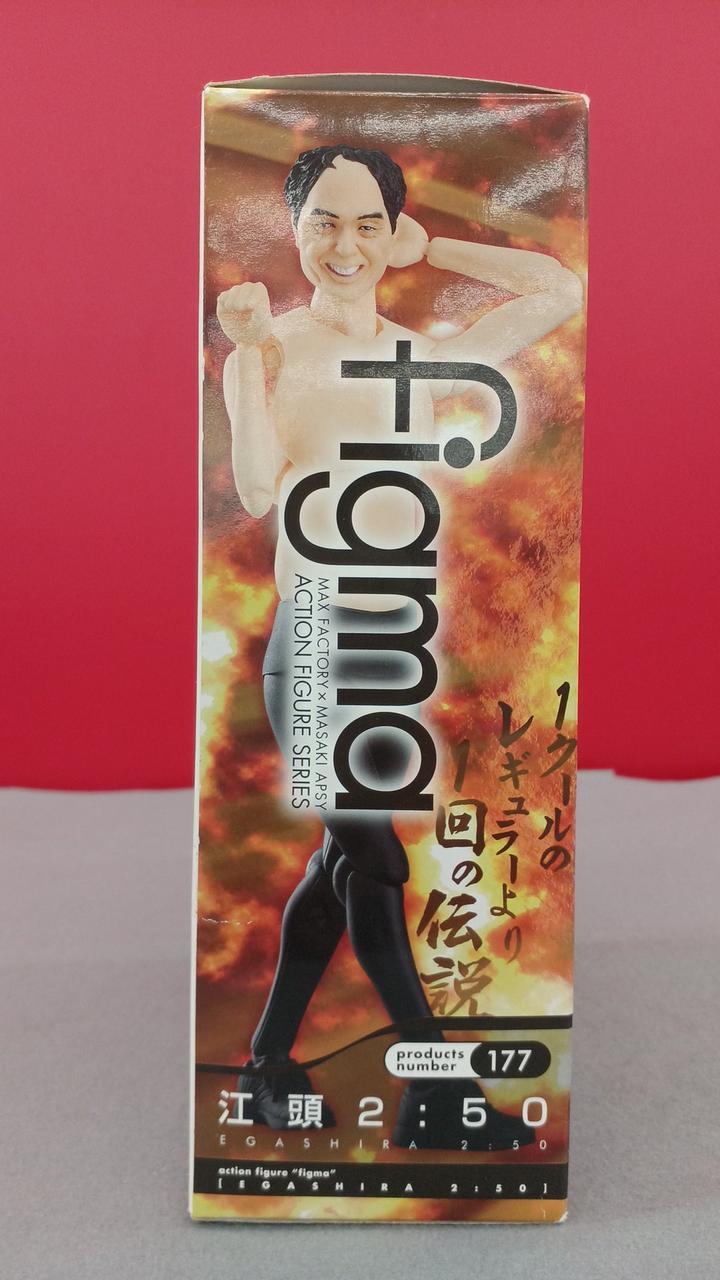 figma
MAX FACTORY × MASAKI APSY
ACTION FIGURE SERIES
1クールの
レギュラーより
1回の伝説
products
number
177
江頭2:50
EGASHIRA 2:50
action figure "figma"
[EGASHIRA 2:50]